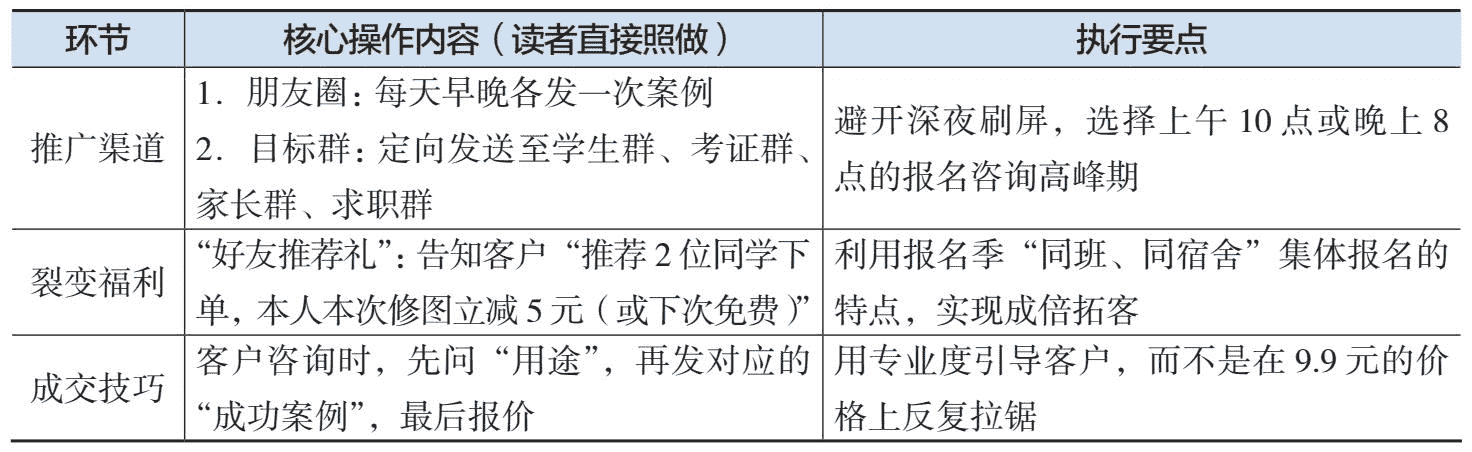 环节 核心操作内容（读者直接照做） 执行要点
推广渠道
1. 朋友圈：每天早晚各发一次案例
2. 目标群：定向发送至学生群、考证群、
家长群、求职群
避开深夜刷屏，选择上午 10 点或晚上 8
点的报名咨询高峰期
裂变福利
“好友推荐礼”：告知客户“推荐 2 位同学下
单，本人本次修图立减 5 元（或下次免费）”
利用报名季“同班、同宿舍”集体报名的
特点，实现成倍拓客
成交技巧
客户咨询时，先问“用途”，再发对应的
“成功案例”，最后报价
用专业度引导客户，而不是在 9.9 元的价
格上反复拉锯